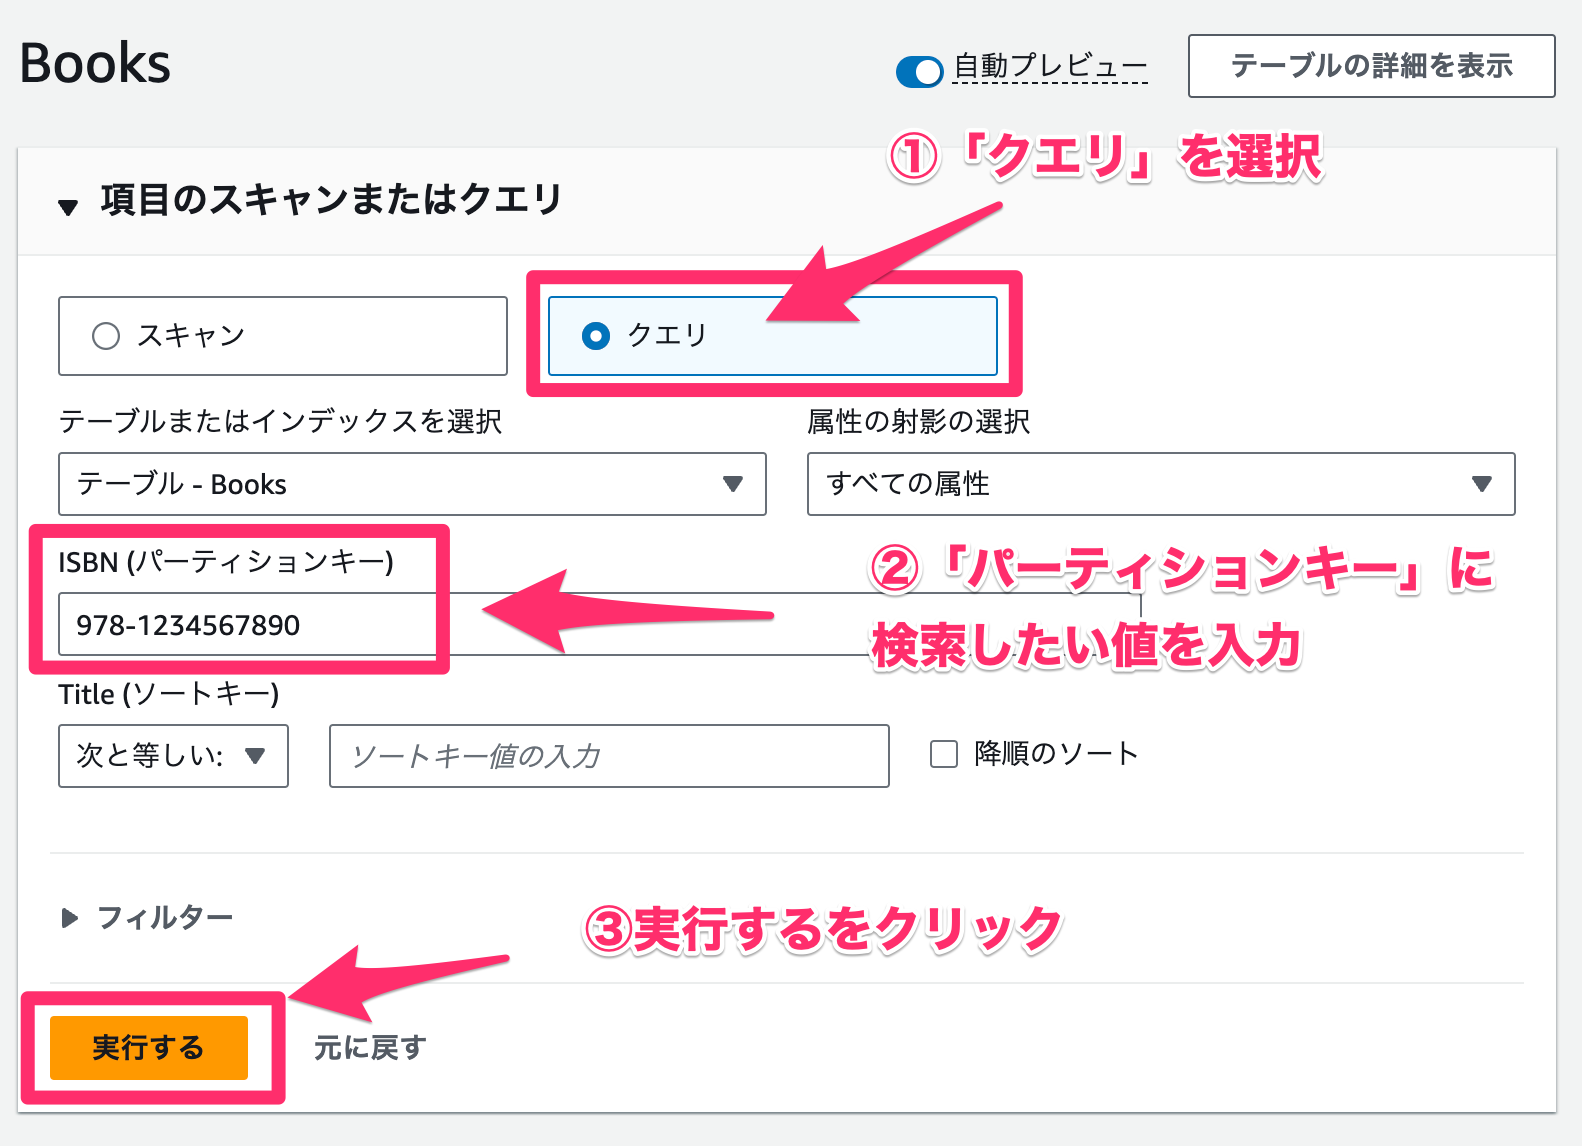 Books
自動プレビュー
テーブルの詳細を表示
①「クエリ」を選択
▼ 項目のスキャンまたはクエリ
スキャン
クエリ
テーブルまたはインデックスを選択
属性の射影の選択
テーブル - Books
すべての属性
ISBN (パーティションキー)
978-1234567890
②「パーティションキー」に
検索したい値を入力
Title (ソートキー)
次と等しい:
ソートキー値の入力
降順のソート
フィルター
③実行するをクリック
実行する
元に戻す